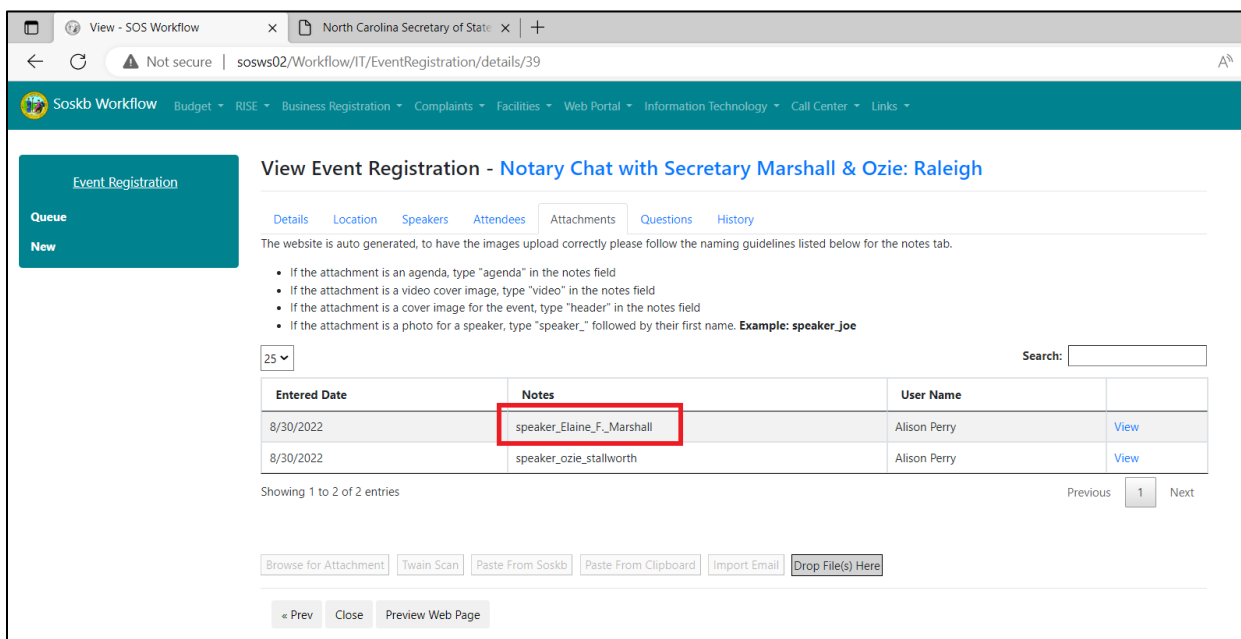 View - SOS Workflow
North Carolina Secretary of State
Not secure | sosws02/Workflow/IT/EventRegistration/details/39
Soskb Workflow Budget RISE Business Registration Complaints Facilities Web Portal Information Technology Call Center Links
Event Registration
Queue
New
View Event Registration - Notary Chat with Secretary Marshall & Ozie: Raleigh
Details Location Speakers Attendees Attachments Questions History
The website is auto generated, to have the images upload correctly please follow the naming guidelines listed below for the notes tab.
• If the attachment is an agenda, type "agenda" in the notes field
• If the attachment is a video cover image, type "video" in the notes field
• If the attachment is a cover image for the event, type "header" in the notes field
• If the attachment is a photo for a speaker, type "speaker_" followed by their first name. Example: speaker_joe
25 Search:
Entered Date Notes User Name
8/30/2022 speaker_Elaine_F._Marshall Alison Perry View
8/30/2022 speaker_ozie_stallworth Alison Perry View
Showing 1 to 2 of 2 entries Previous 1 Next
Browse for Attachment Twain Scan Paste From Soskb Paste From Clipboard Import Email Drop File(s) Here
« Prev Close Preview Web Page